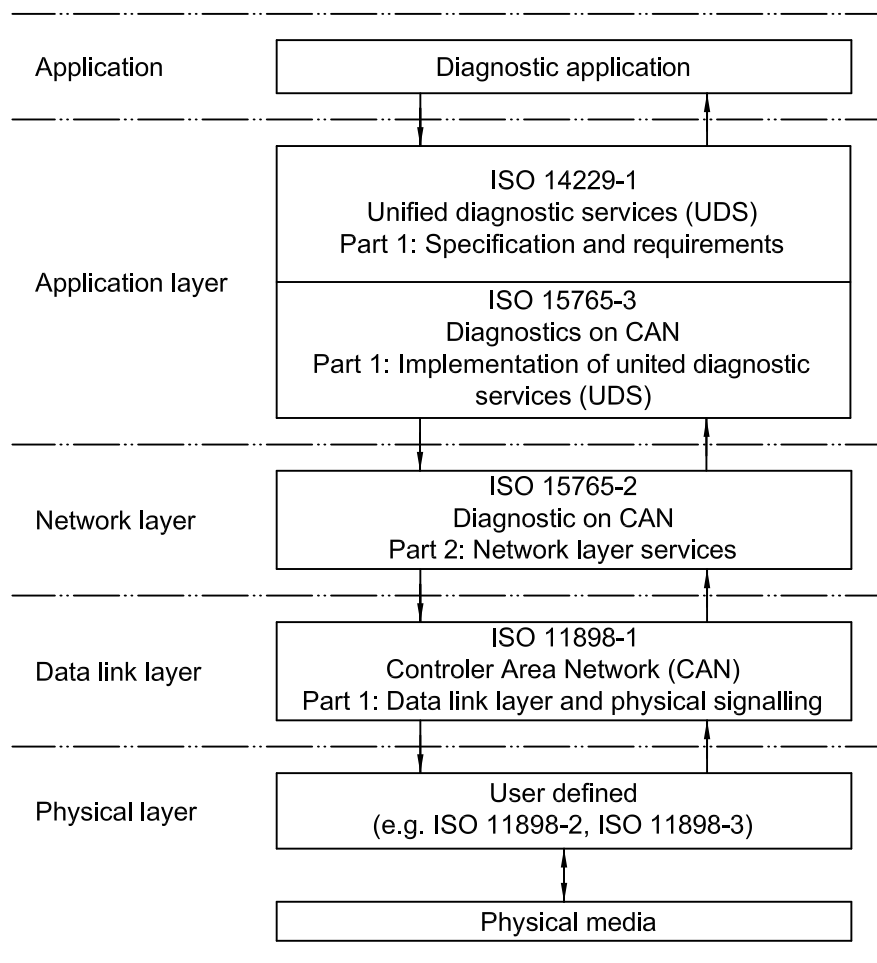 Application
Diagnostic application
Application layer
ISO 14229-1
Unified diagnostic services (UDS)
Part 1: Specification and requirements
ISO 15765-3
Diagnostics on CAN
Part 1: Implementation of united diagnostic
services (UDS)
Network layer
ISO 15765-2
Diagnostic on CAN
Part 2: Network layer services
Data link layer
ISO 11898-1
Controler Area Network (CAN)
Part 1: Data link layer and physical signalling
Physical layer
User defined
(e.g. ISO 11898-2, ISO 11898-3)
Physical media